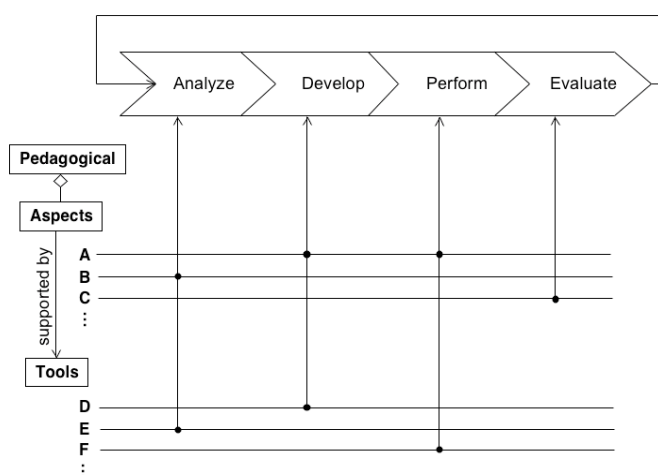 Analyze
Develop
Perform
Evaluate
Pedagogical
Aspects
supported by
A
B
C
⋮
Tools
D
E
F
: